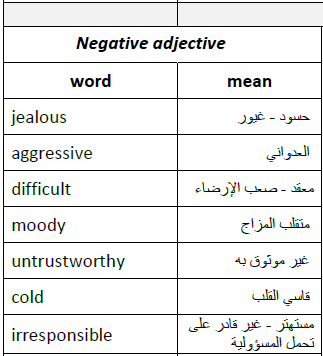 Negative adjective
word mean
jealous حسود - غيور
aggressive العدواني
difficult معقد - صعب الإرضاء
moody متقلب المزاج
untrustworthy غير موثوق به
cold قاسي القلب
irresponsible مستهتر - غير قادر على
تحمل المسؤولية